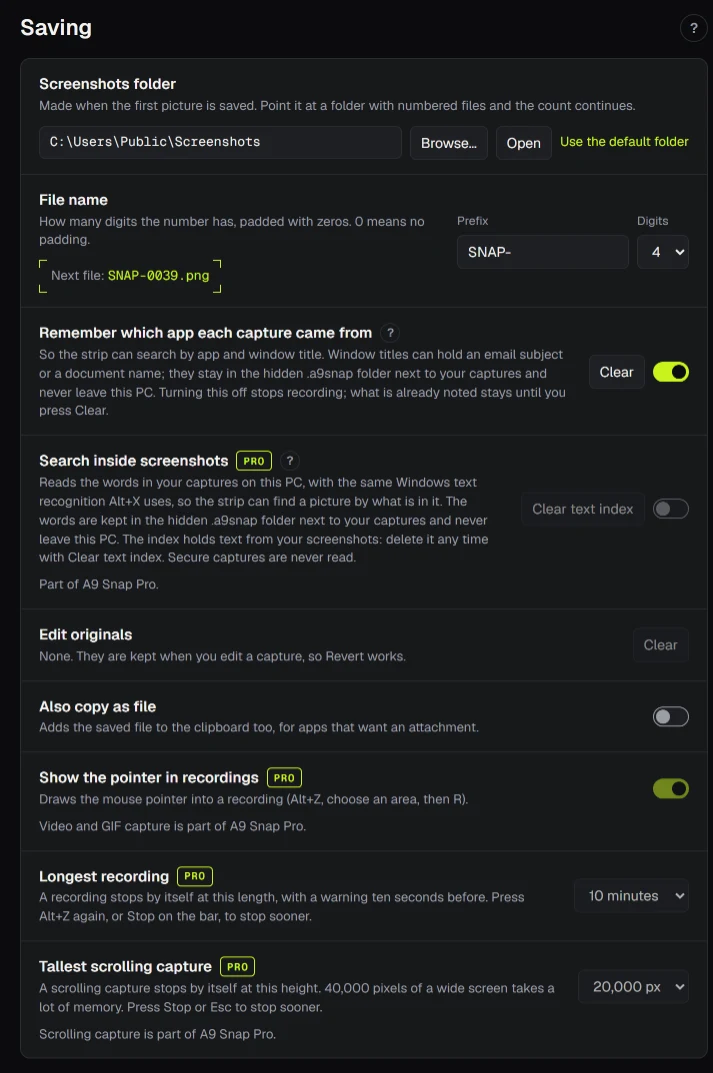 Saving
?
Screenshots folder
Made when the first picture is saved. Point it at a folder with numbered files and the count continues.
C:\Users\Public\Screenshots
Browse...
Open
Use the default folder
File name
How many digits the number has, padded with zeros. 0 means no
padding.
Prefix
Digits
SNAP-
4
Next file: SNAP-0039.png
Remember which app each capture came from ?
So the strip can search by app and window title. Window titles can hold an email subject
or a document name; they stay in the hidden .a9snap folder next to your captures and
never leave this PC. Turning this off stops recording; what is already noted stays until you
press Clear.
Clear
Search inside screenshots PRO ?
Reads the words in your captures on this PC, with the same Windows text
recognition Alt+X uses, so the strip can find a picture by what is in it. The
words are kept in the hidden .a9snap folder next to your captures and never
leave this PC. The index holds text from your screenshots: delete it any time
with Clear text index. Secure captures are never read.
Part of A9 Snap Pro.
Clear text index
Edit originals
None. They are kept when you edit a capture, so Revert works.
Clear
Also copy as file
Adds the saved file to the clipboard too, for apps that want an attachment.
Show the pointer in recordings PRO
Draws the mouse pointer into a recording (Alt+Z, choose an area, then R).
Video and GIF capture is part of A9 Snap Pro.
Longest recording PRO
A recording stops by itself at this length, with a warning ten seconds before. Press
Alt+Z again, or Stop on the bar, to stop sooner.
10 minutes
Tallest scrolling capture PRO
A scrolling capture stops by itself at this height. 40,000 pixels of a wide screen takes a
lot of memory. Press Stop or Esc to stop sooner.
Scrolling capture is part of A9 Snap Pro.
20,000 px